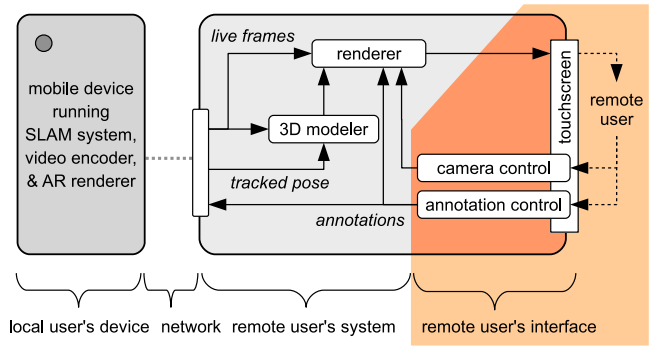 live frames
renderer
mobile device
running
SLAM system,
video encoder,
& AR renderer
3D modeler
touchscreen
remote
user
camera control
tracked pose
annotation control
annotations
local user's device
network
remote user's system
remote user's interface